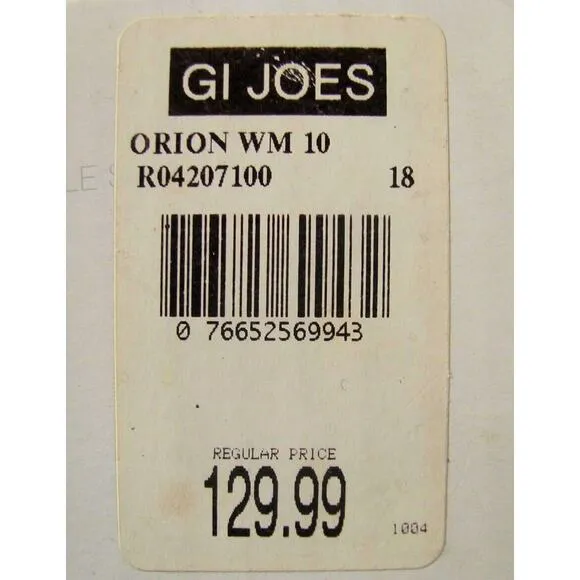 GI JOES
ORION WM 10
R04207100 18
0 76652569943
REGULAR PRICE
129.99
1004